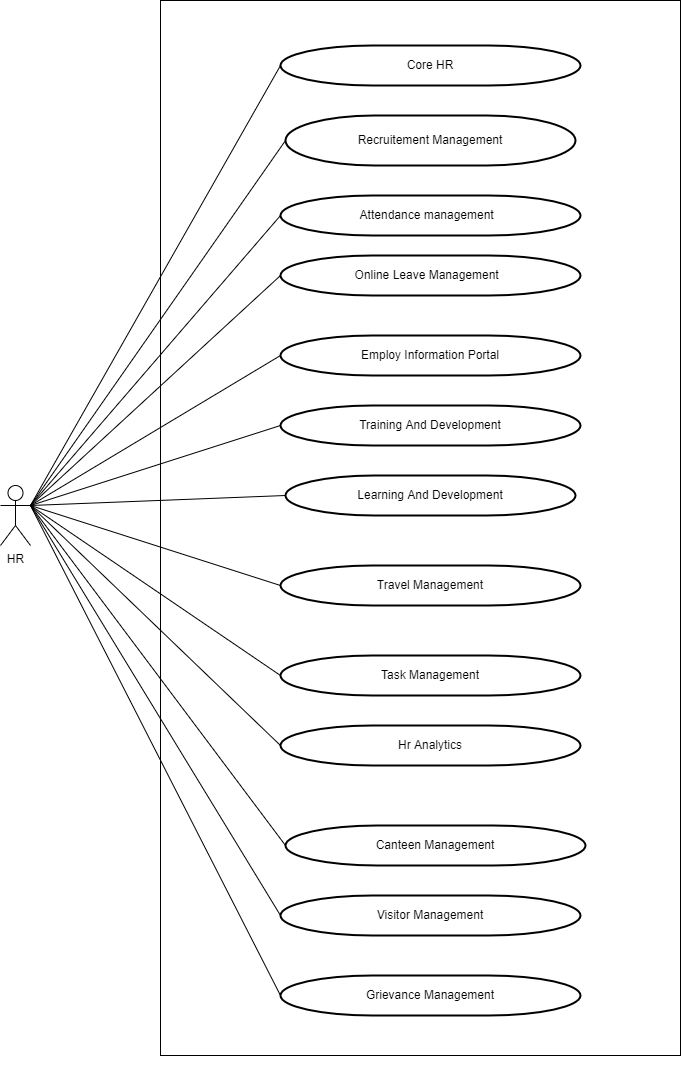 Core HR
Recruitement Management
Attendance management
Online Leave Management
Employ Information Portal
Training And Development
Learning And Development
HR
Travel Management
Task Management
Hr Analytics
Canteen Management
Visitor Management
Grievance Management